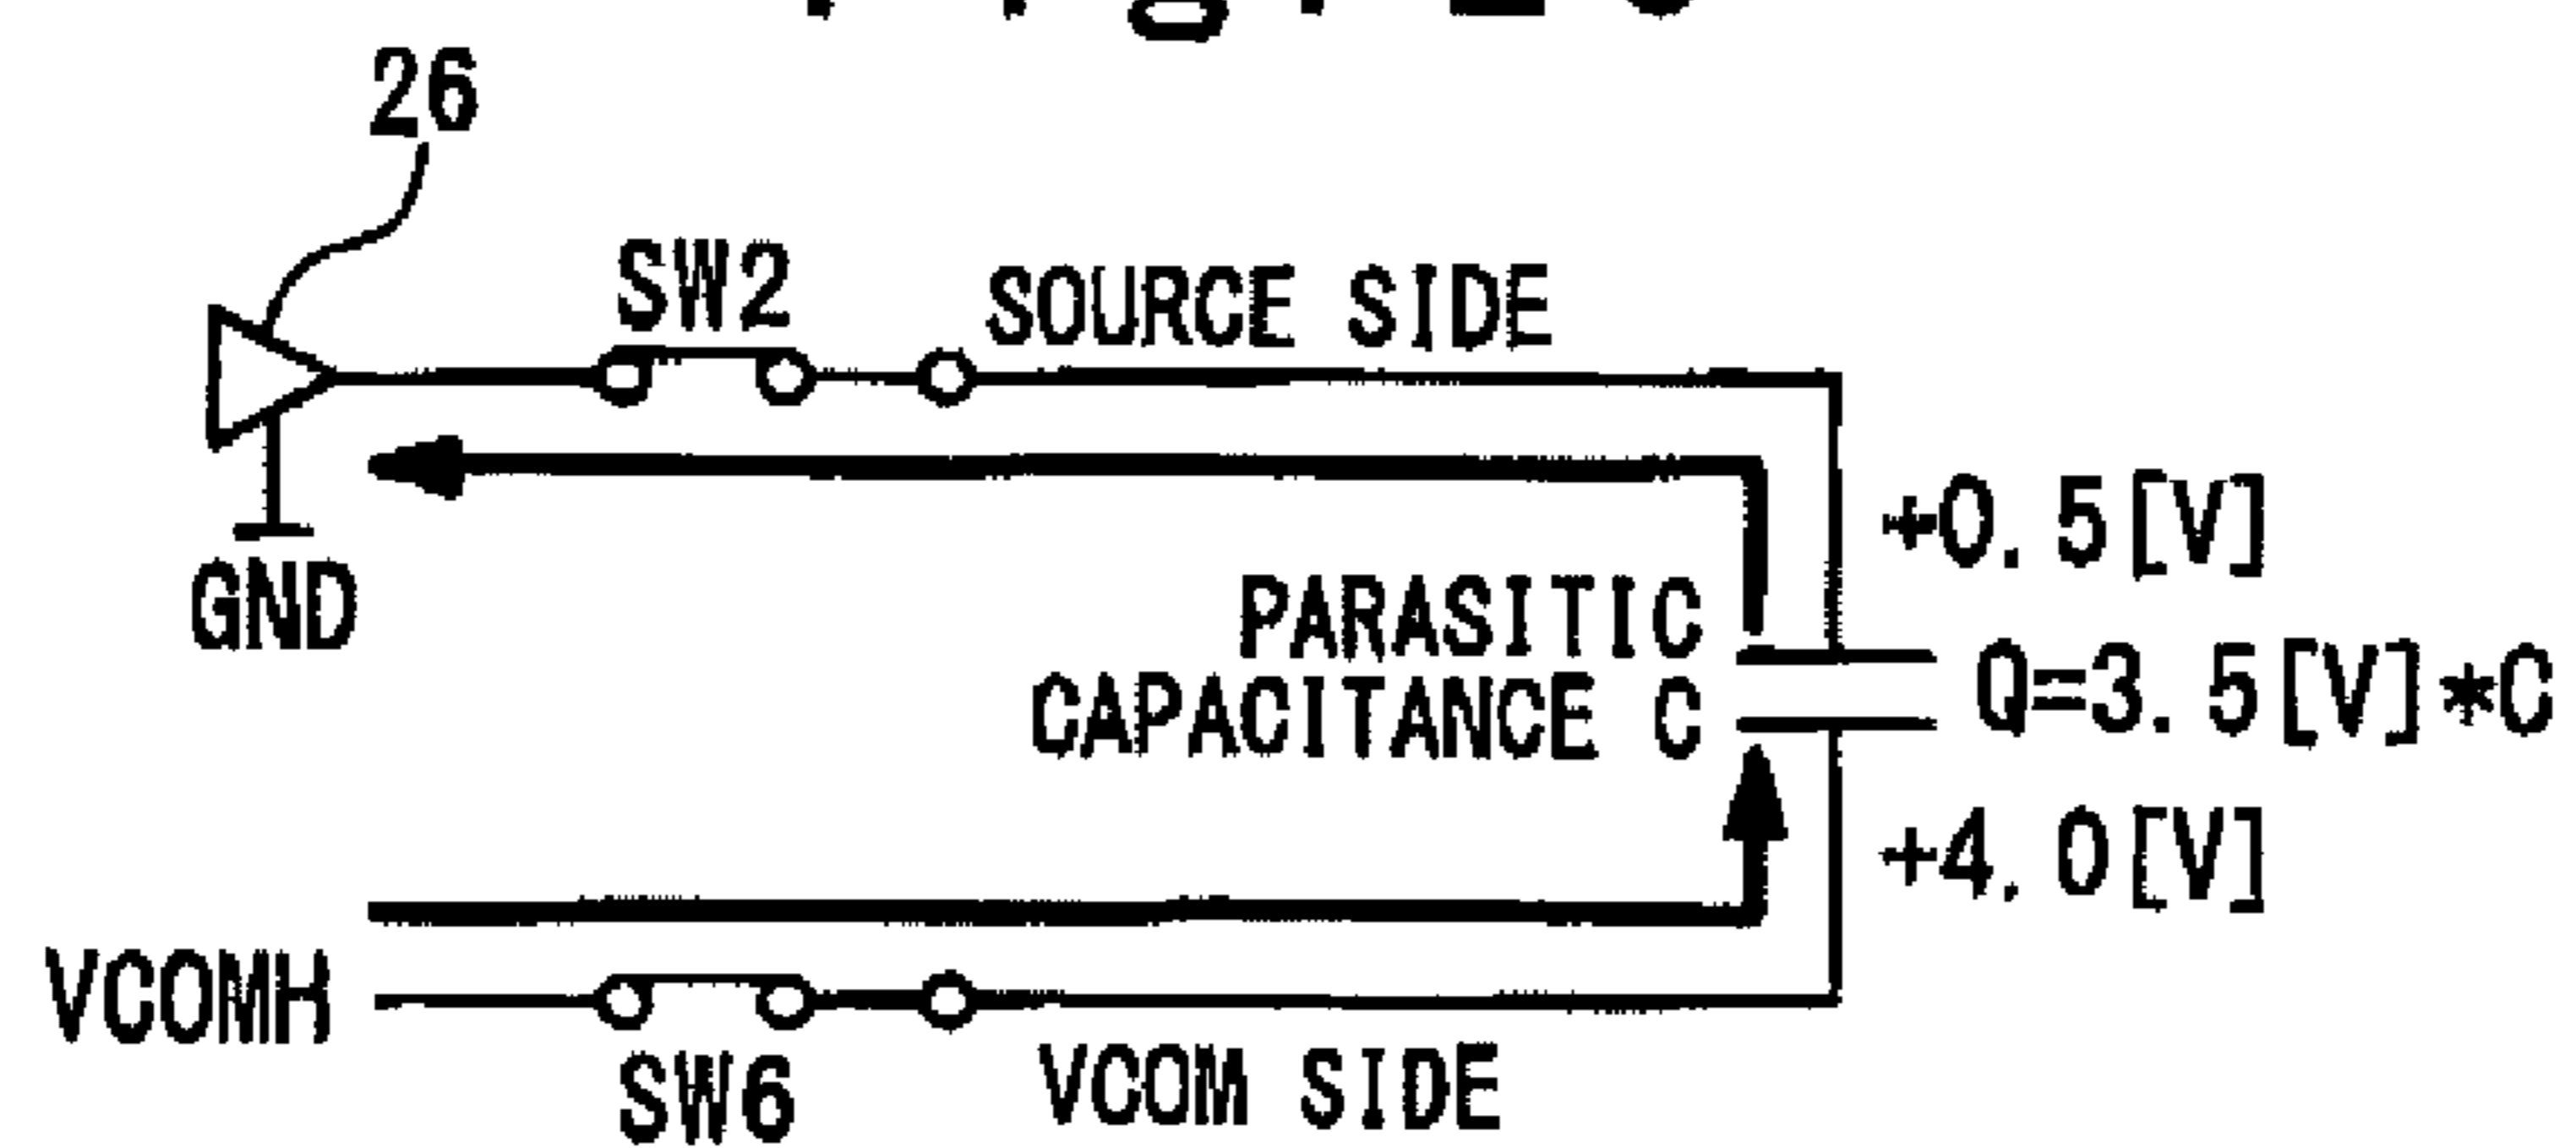 26
SW2
SOURCE SIDE
+0.5[V]
GND
PARASITIC
CAPACITANCE C
Q=3.5[V]*C
+4.0[V]
VCOMH
SW6
VCOM SIDE